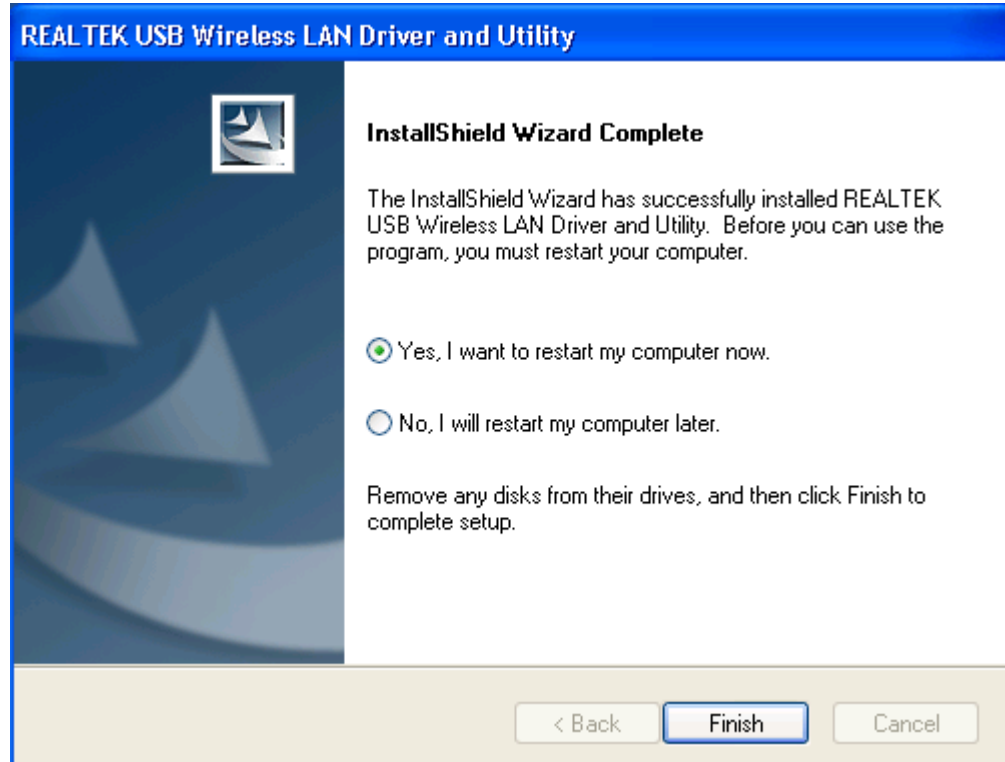 REALTEK USB Wireless LAN Driver and Utility
InstallShield Wizard Complete
The InstallShield Wizard has successfully installed REALTEK
USB Wireless LAN Driver and Utility.  Before you can use the
program, you must restart your computer.
Yes, I want to restart my computer now.
No, I will restart my computer later.
Remove any disks from their drives, and then click Finish to
complete setup.
< Back
Finish
Cancel